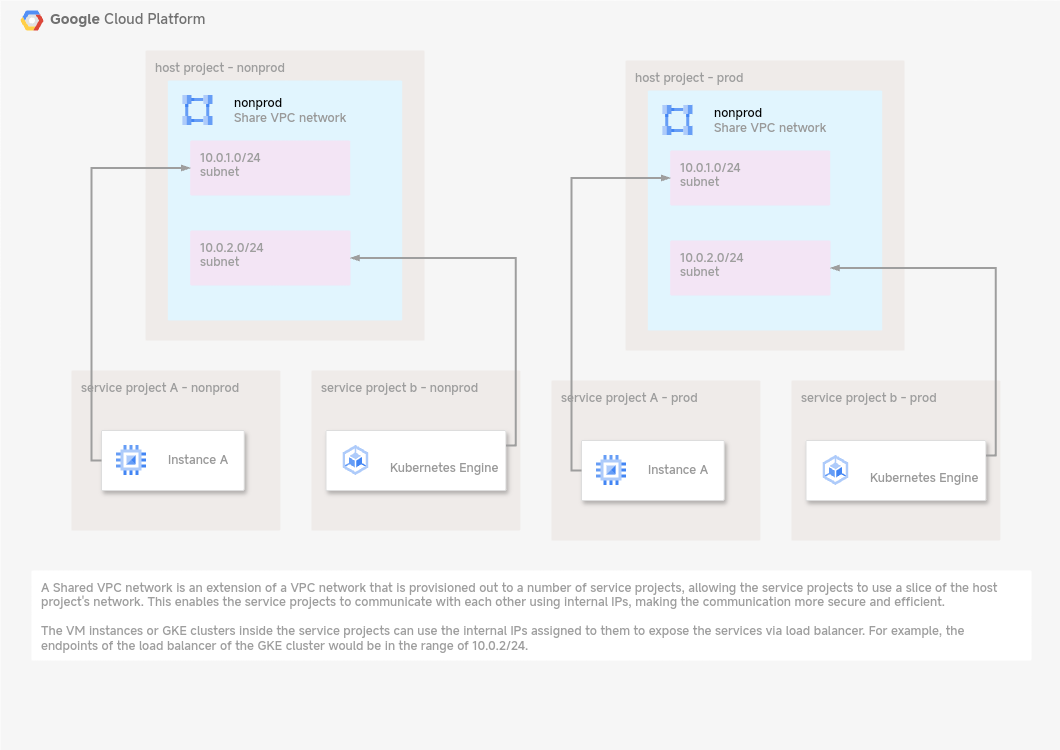 Google Cloud Platform
host project - nonprod
nonprod
Share VPC network
10.0.1.0/24
subnet
10.0.2.0/24
subnet
host project - prod
nonprod
Share VPC network
10.0.1.0/24
subnet
10.0.2.0/24
subnet
service project A - nonprod
Instance A
service project b - nonprod
Kubernetes Engine
service project A - prod
Instance A
service project b - prod
Kubernetes Engine
A Shared VPC network is an extension of a VPC network that is provisioned out to a number of service projects, allowing the service projects to use a slice of the host
project's network. This enables the service projects to communicate with each other using internal IPs, making the communication more secure and efficient.
The VM instances or GKE clusters inside the service projects can use the internal IPs assigned to them to expose the services via load balancer. For example, the
endpoints of the load balancer of the GKE cluster would be in the range of 10.0.2/24.